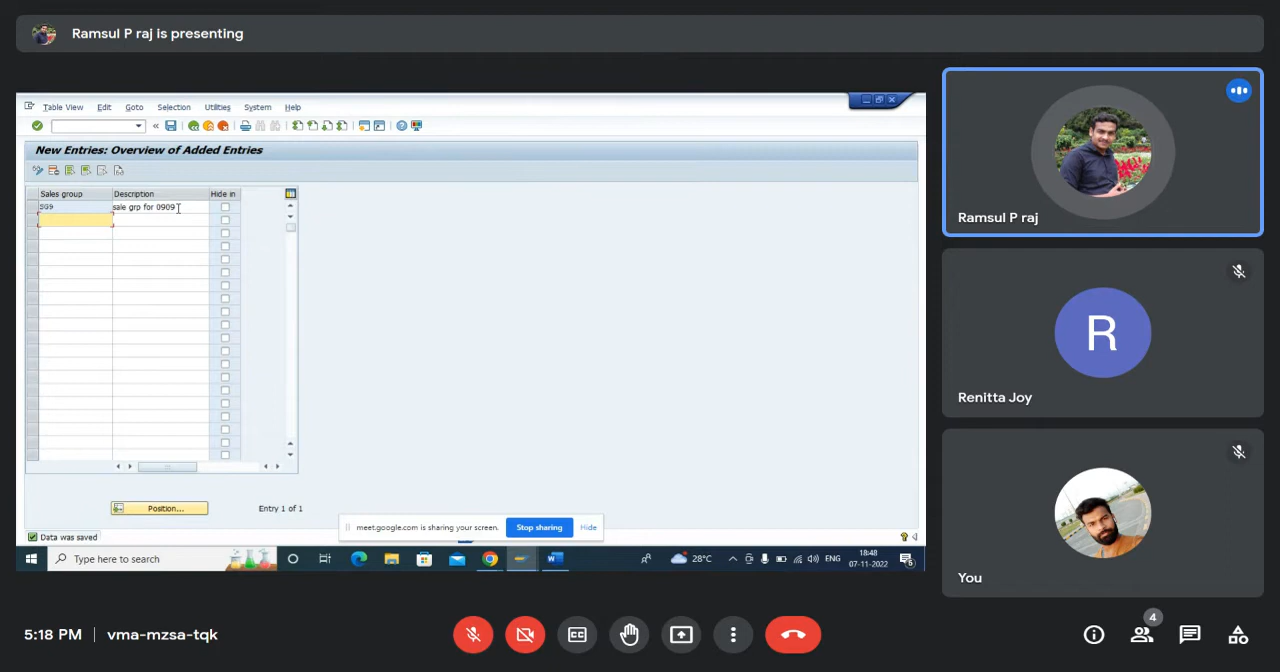 Ramsul P raj is presenting
Table View Edit Goto Selection Utilities System Help
New Entries: Overview of Added Entries
Sales group Description Hide in
SG9 sale grp for 0909
Position... Entry 1 of 1
meet.google.com is sharing your screen. Stop sharing Hide
Data was saved
Type here to search
28°C ENG 18:48
07-11-2022
6
Ramsul P raj
R
Renitta Joy
You
5:18 PM | vma-mzsa-tqk
CC
4